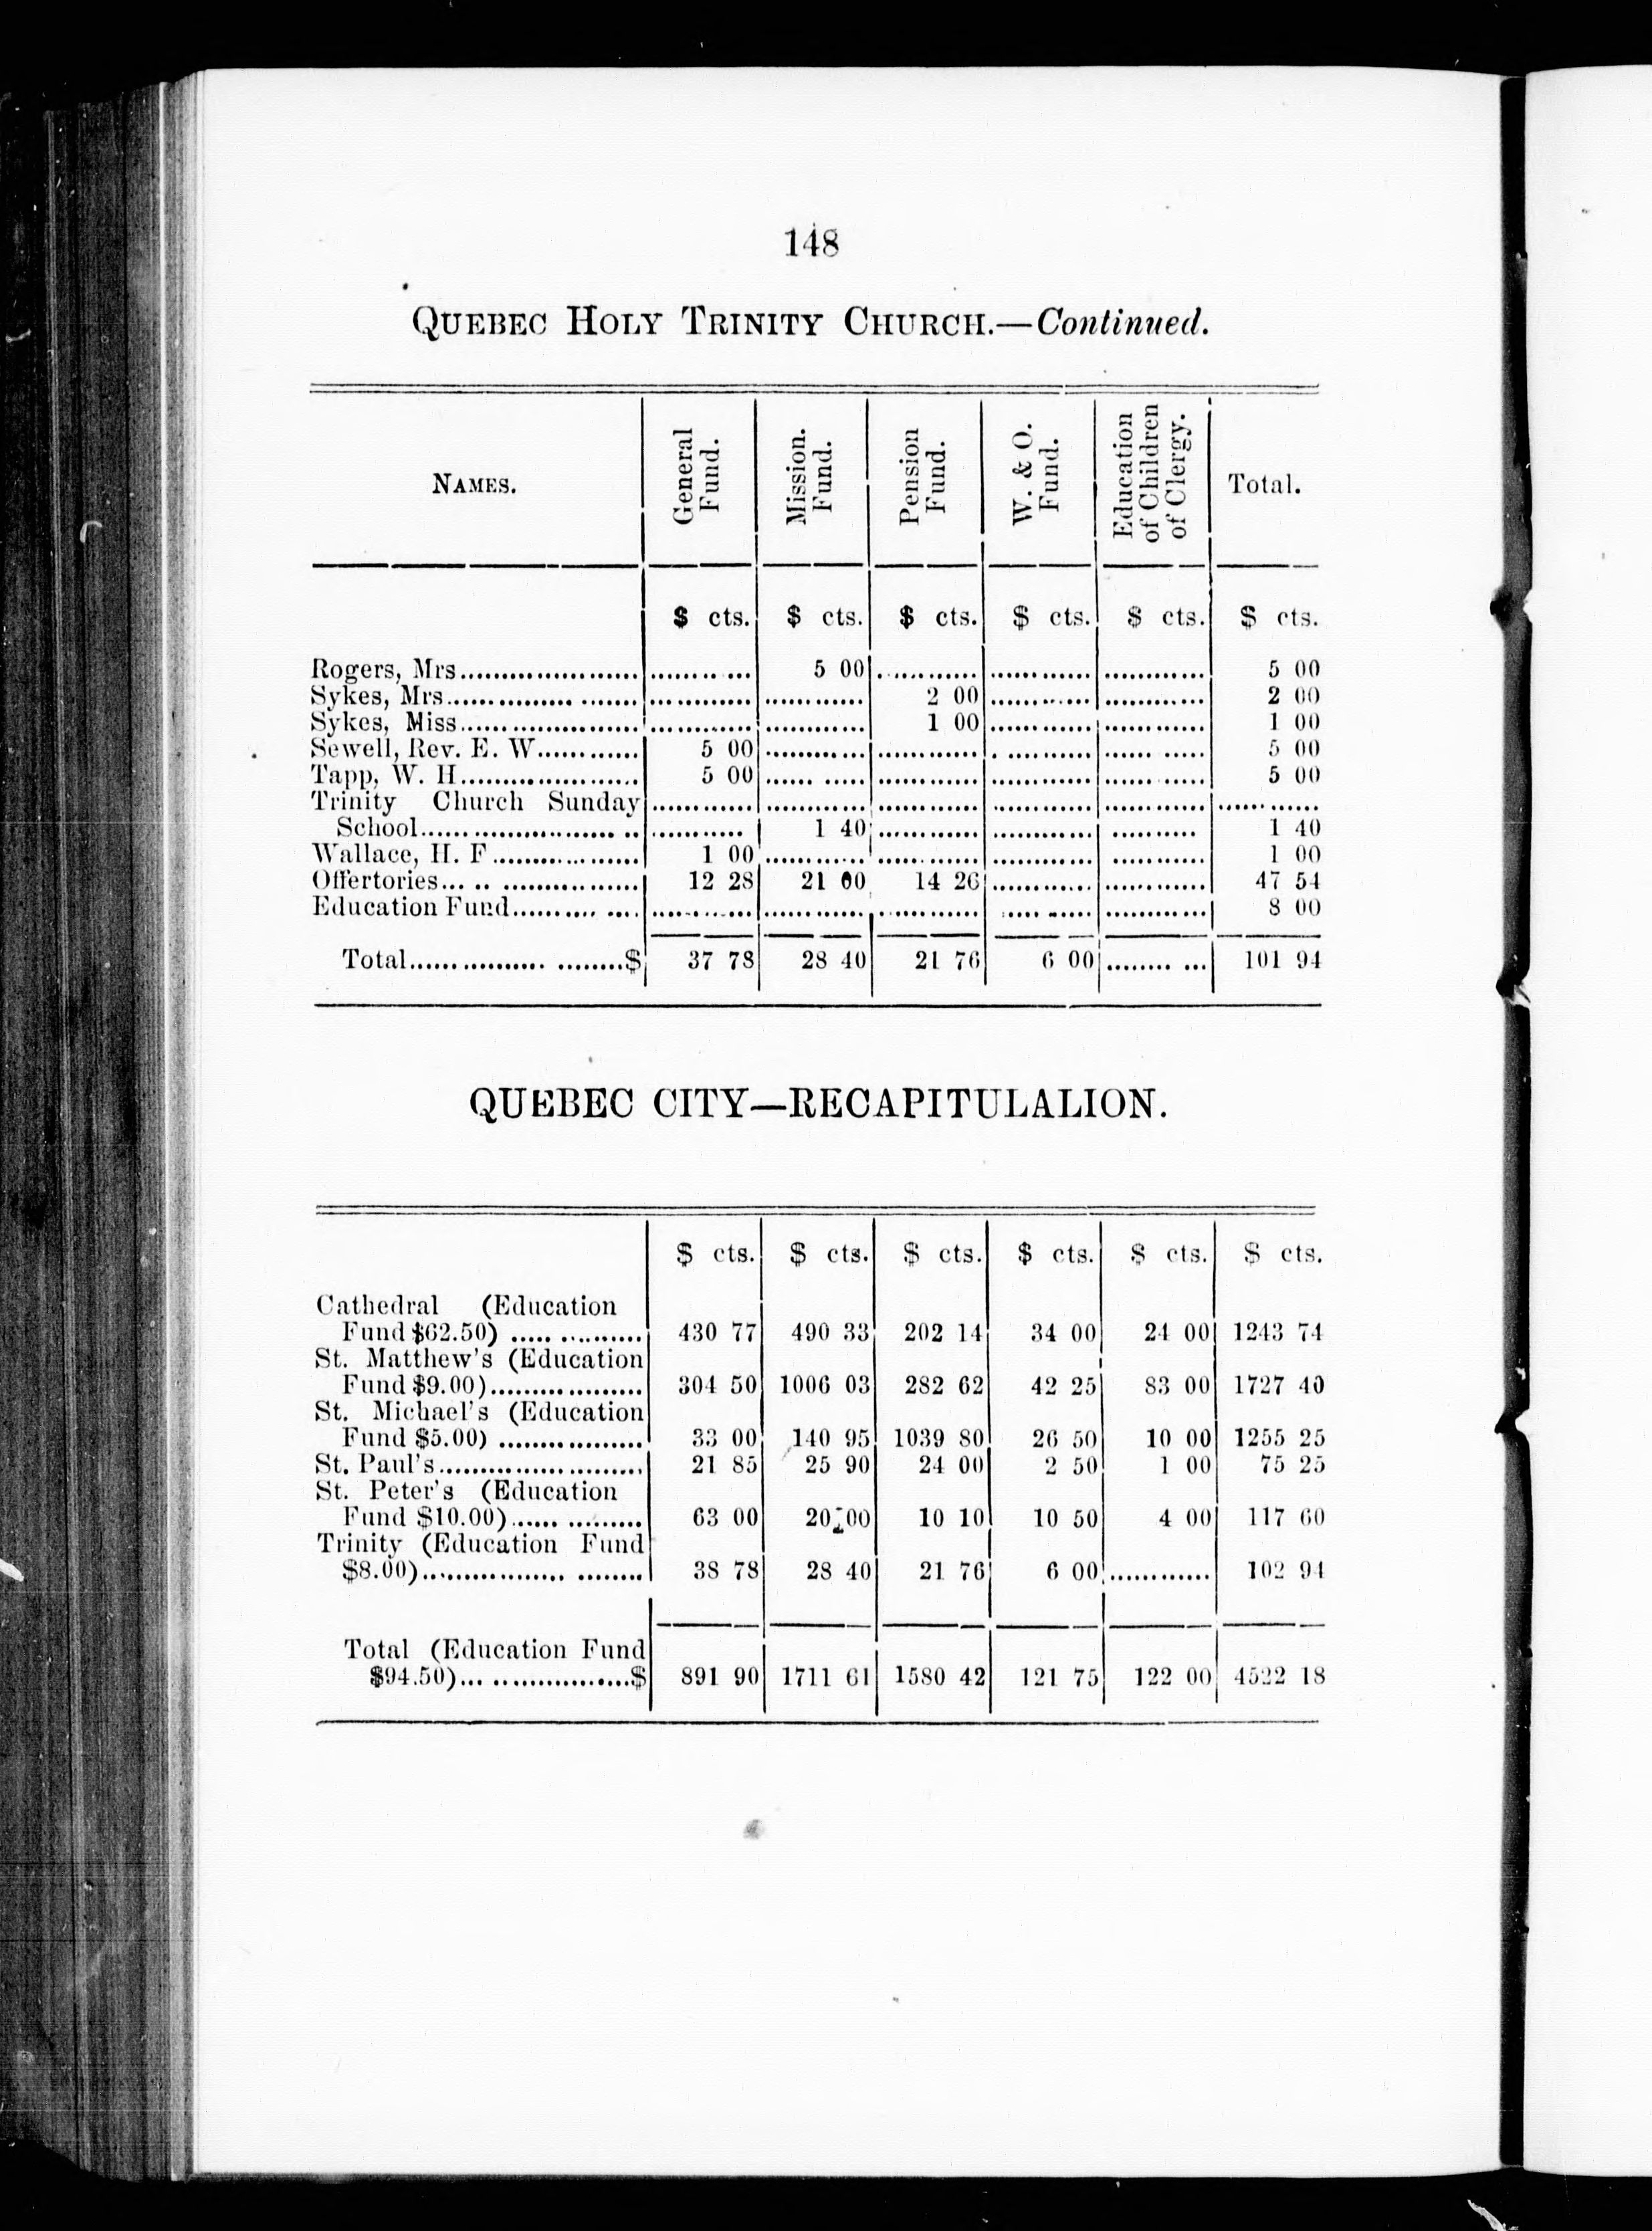 148
QUEBEC HOLY TRINITY CHURCH.—Continued.
NAMES. General Fund. Mission. Fund. Pension Fund. W. & O. Fund. Education of Children of Clergy. Total.
$ cts. $ cts. $ cts. $ cts. $ cts. $ cts.
Rogers, Mrs 5 00 5 00
Sykes, Mrs 2 00 2 00
Sykes, Miss 1 00 1 00
Sewell, Rev. E. W 5 00 5 00
Tapp, W. H 5 00 5 00
Trinity Church Sunday
School 1 40 1 40
Wallace, H. F 1 00 1 00
Offertories 12 28 21 00 14 26 47 54
Education Fund 8 00
Total $ 37 78 28 40 21 76 6 00 101 94
QUEBEC CITY—RECAPITULALION.
$ cts. $ cts. $ cts. $ cts. $ cts. $ cts.
Cathedral (Education
Fund $62.50) 430 77 490 33 202 14 34 00 24 00 1243 74
St. Matthew's (Education
Fund $9.00) 304 50 1006 03 282 62 42 25 83 00 1727 40
St. Michael's (Education
Fund $5.00) 33 00 140 95 1039 80 26 50 10 00 1255 25
St. Paul's 21 85 25 90 24 00 2 50 1 00 75 25
St. Peter's (Education
Fund $10.00) 63 00 20 00 10 10 10 50 4 00 117 60
Trinity (Education Fund
$8.00) 38 78 28 40 21 76 6 00 102 94
Total (Education Fund
$94.50) $ 891 90 1711 61 1580 42 121 75 122 00 4522 18